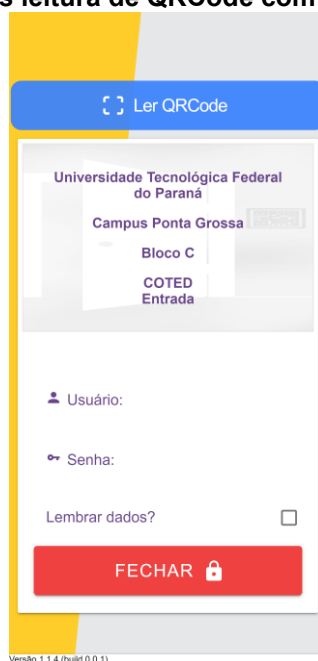 s leitura de QRCode com
Ler QRCode
Universidade Tecnológica Federal
do Paraná
Campus Ponta Grossa
Bloco C
COTED
Entrada
Usuário:
Senha:
Lembrar dados?
FECHAR
Versão 1.1.4 (build 0.0.1)